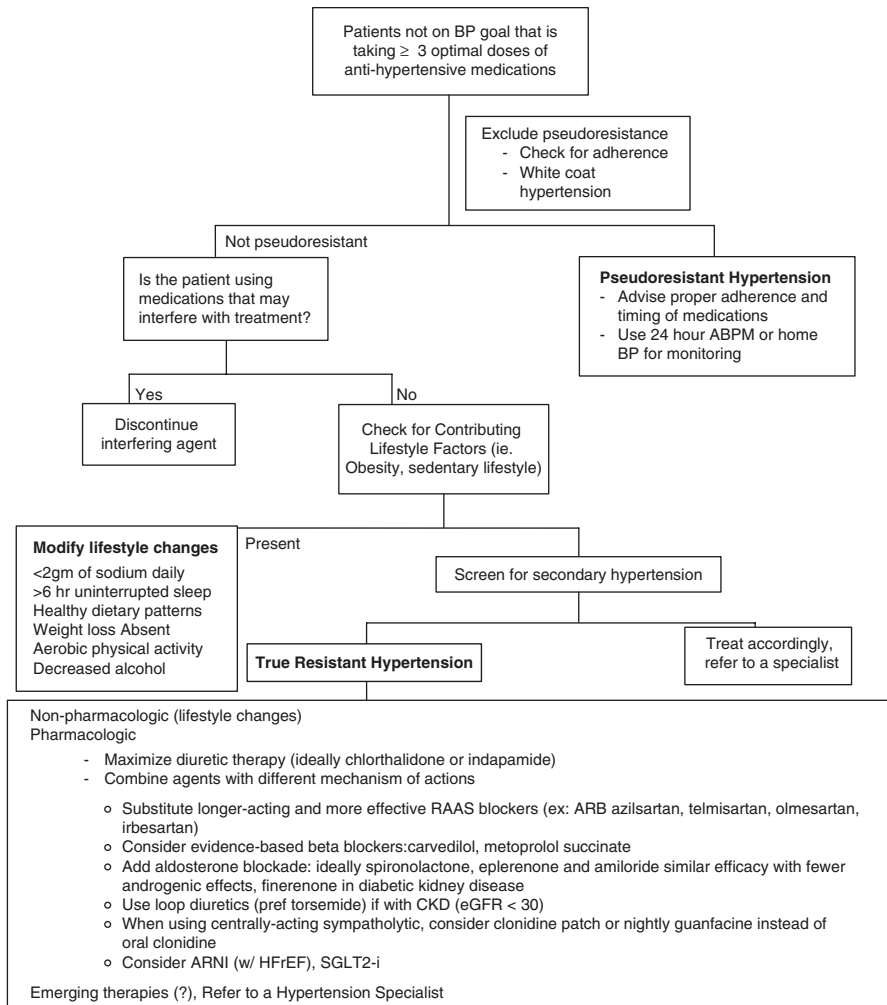 Patients not on BP goal that is
taking ≥ 3 optimal doses of
anti-hypertensive medications
Exclude pseudoresistance
- Check for adherence
- White coat
hypertension
Not pseudoresistant
Is the patient using
medications that may
interfere with treatment?
Pseudoresistant Hypertension
- Advise proper adherence and
timing of medications
- Use 24 hour ABPM or home
BP for monitoring
Yes
No
Discontinue
interfering agent
Check for Contributing
Lifestyle Factors (ie.
Obesity, sedentary lifestyle)
Present
Modify lifestyle changes
<2gm of sodium daily
>6 hr uninterrupted sleep
Healthy dietary patterns
Weight loss Absent
Aerobic physical activity
Decreased alcohol
Screen for secondary hypertension
True Resistant Hypertension
Treat accordingly,
refer to a specialist
Non-pharmacologic (lifestyle changes)
Pharmacologic
- Maximize diuretic therapy (ideally chlorthalidone or indapamide)
- Combine agents with different mechanism of actions
o Substitute longer-acting and more effective RAAS blockers (ex: ARB azilsartan, telmisartan, olmesartan,
irbesartan)
o Consider evidence-based beta blockers:carvedilol, metoprolol succinate
o Add aldosterone blockade: ideally spironolactone, eplerenone and amiloride similar efficacy with fewer
androgenic effects, finerenone in diabetic kidney disease
o Use loop diuretics (pref torsemide) if with CKD (eGFR < 30)
o When using centrally-acting sympatholytic, consider clonidine patch or nightly guanfacine instead of
oral clonidine
o Consider ARNI (w/ HFrEF), SGLT2-i
Emerging therapies (?), Refer to a Hypertension Specialist